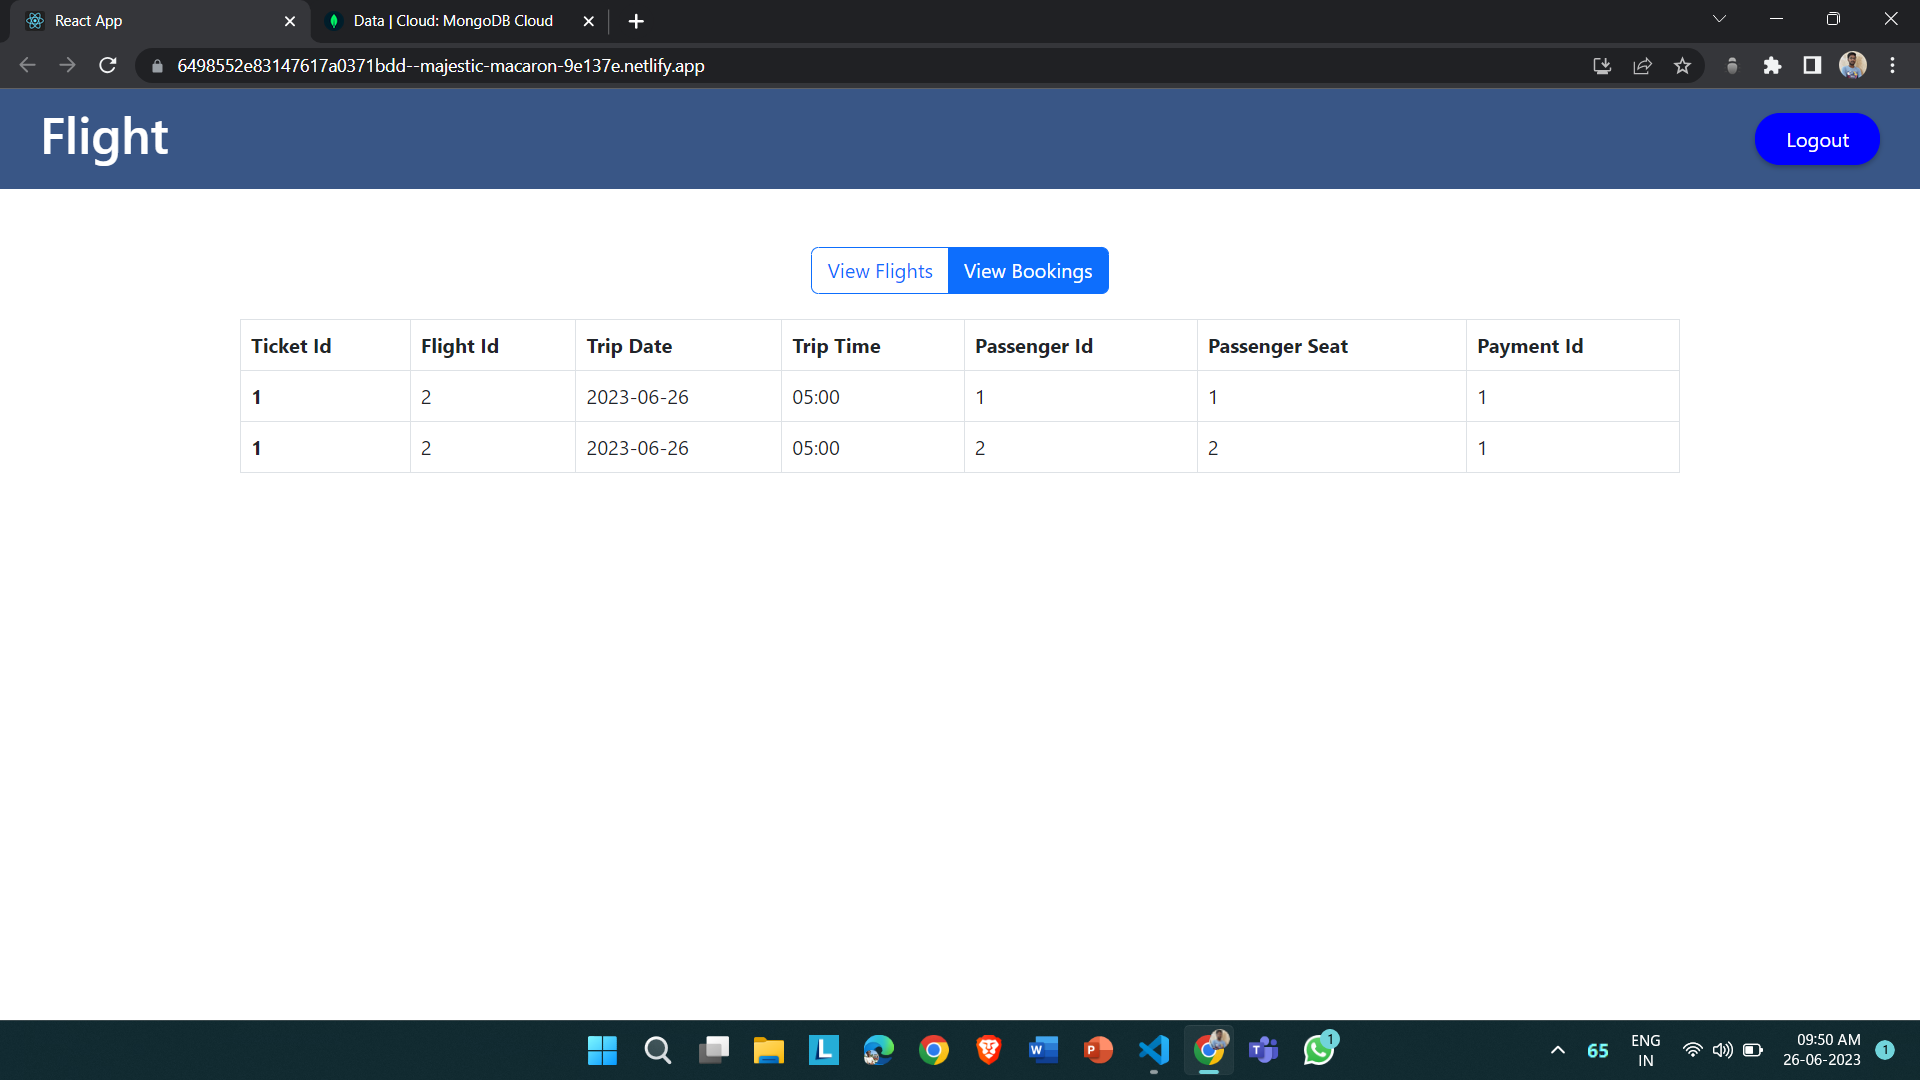 React App
Data | Cloud: MongoDB Cloud
6498552e83147617a0371bdd--majestic-macaron-9e137e.netlify.app
Flight
Logout
View Flights View Bookings
Ticket Id Flight Id Trip Date Trip Time Passenger Id Passenger Seat Payment Id
1 2 2023-06-26 05:00 1 1 1
1 2 2023-06-26 05:00 2 2 1
L W P T 1
65
ENG
IN
09:50 AM
26-06-2023
1